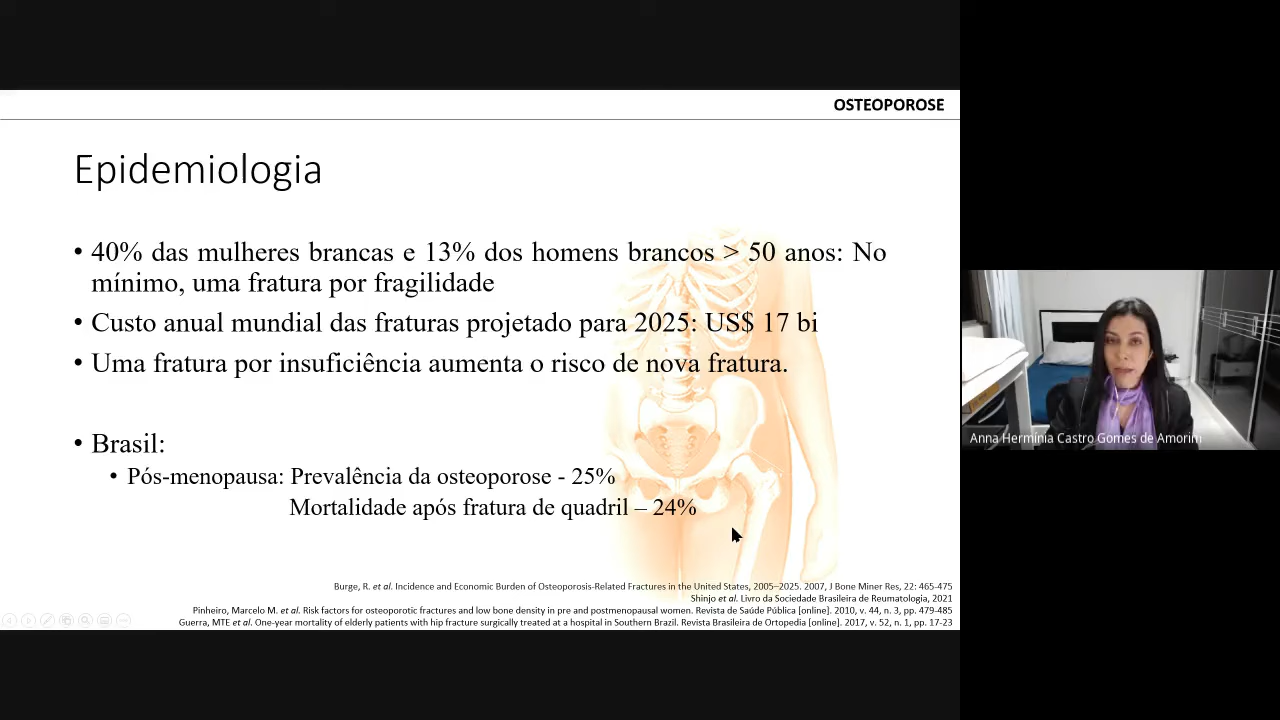 OSTEOPOROSE
Epidemiologia
• 40% das mulheres brancas e 13% dos homens brancos > 50 anos: No
mínimo, uma fratura por fragilidade
• Custo anual mundial das fraturas projetado para 2025: US$ 17 bi
• Uma fratura por insuficiência aumenta o risco de nova fratura.
• Brasil:
• Pós-menopausa: Prevalência da osteoporose - 25%
Mortalidade após fratura de quadril – 24%
Burge, R. et al. Incidence and Economic Burden of Osteoporosis-Related Fractures in the United States, 2005–2025. 2007, J Bone Miner Res, 22: 465-475
Shinjo et al. Livro da Sociedade Brasileira de Reumatologia, 2021
Pinheiro, Marcelo M. et al. Risk factors for osteoporotic fractures and low bone density in pre and postmenopausal women. Revista de Saúde Pública [online]. 2010, v. 44, n. 3, pp. 479-485
Guerra, MTE et al. One-year mortality of elderly patients with hip fracture surgically treated at a hospital in Southern Brazil. Revista Brasileira de Ortopedia [online]. 2017, v. 52, n. 1, pp. 17-23
Anna Hermínia Castro Gomes de Amorim